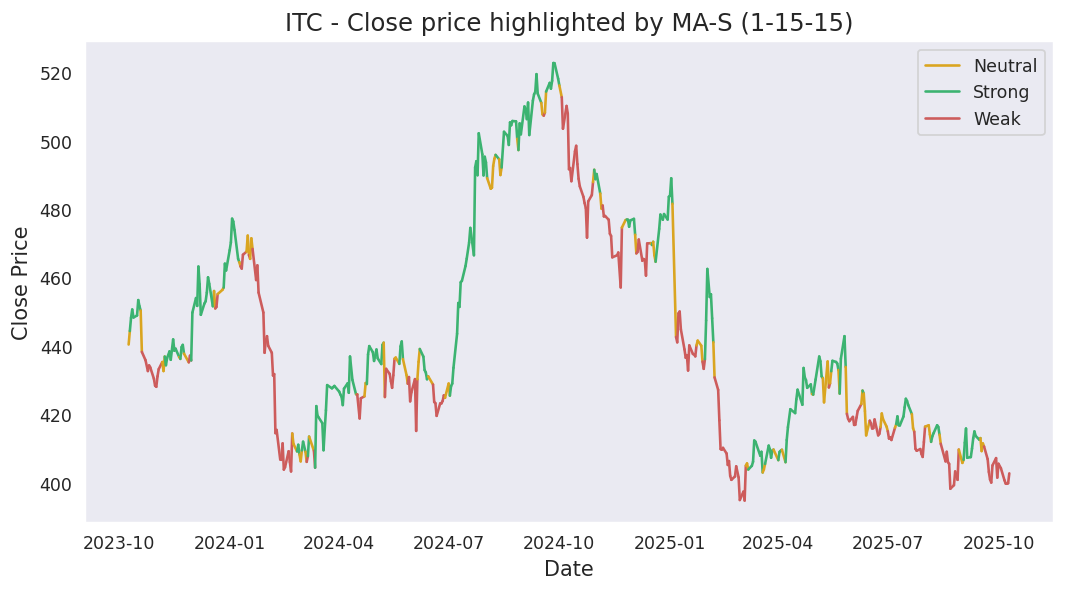 ITC - Close price highlighted by MA-S (1-15-15)
Neutral
Strong
Weak
Close Price
520
500
480
460
440
420
400
2023-10 2024-01 2024-04 2024-07 2024-10 2025-01 2025-04 2025-07 2025-10
Date